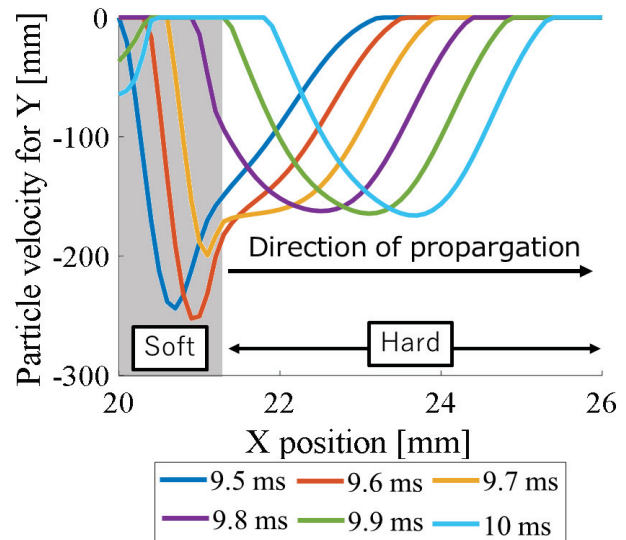 Particle velocity for Y [mm]
0
-100
-200
-300
Direction of propargation
Soft
Hard
20
22
24
26
X position [mm]
9.5 ms
9.6 ms
9.7 ms
9.8 ms
9.9 ms
10 ms